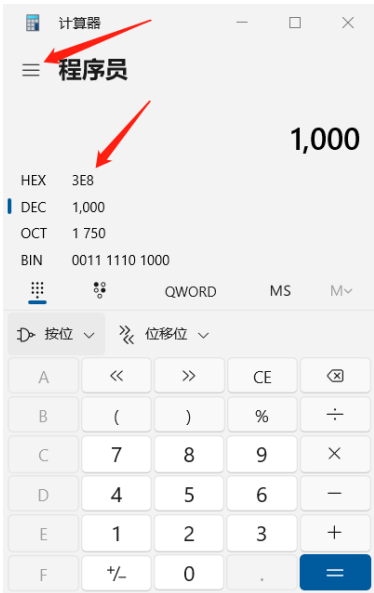 计算器
程序员
1,000
HEX 3E8
DEC 1,000
OCT 1 750
BIN 0011 1110 1000
QWORD MS M
按位 位移位
A << >> CE
B ( ) % ÷
C 7 8 9 ×
D 4 5 6 −
E 1 2 3 +
F +/− 0 . =